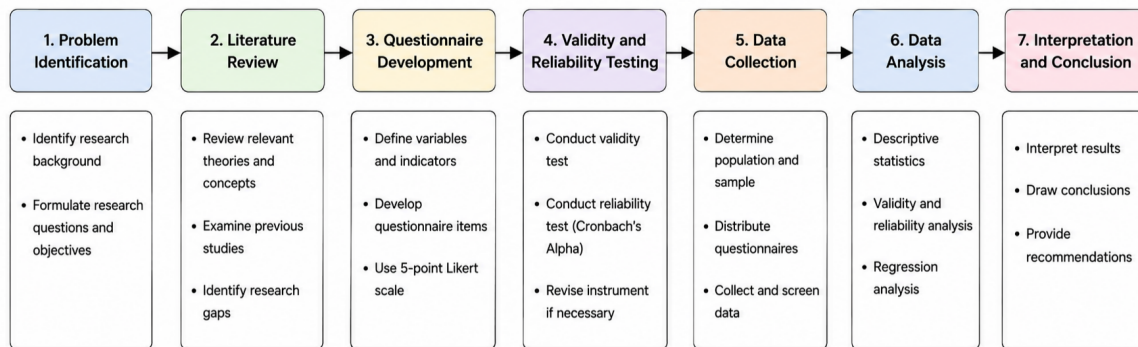 1. Problem
Identification
2. Literature
Review
3. Questionnaire
Development
4. Validity and
Reliability Testing
5. Data
Collection
6. Data
Analysis
7. Interpretation
and Conclusion
• Identify research
background
• Formulate research
questions and
objectives
• Review relevant
theories and
concepts
• Examine previous
studies
• Identify research
gaps
• Define variables
and indicators
• Develop
questionnaire items
• Use 5-point Likert
scale
• Conduct validity
test
• Conduct reliability
test (Cronbach's
Alpha)
• Revise instrument
if necessary
• Determine
population and
sample
• Distribute
questionnaires
• Collect and screen
data
• Descriptive
statistics
• Validity and
reliability analysis
• Regression
analysis
• Interpret results
• Draw conclusions
• Provide
recommendations